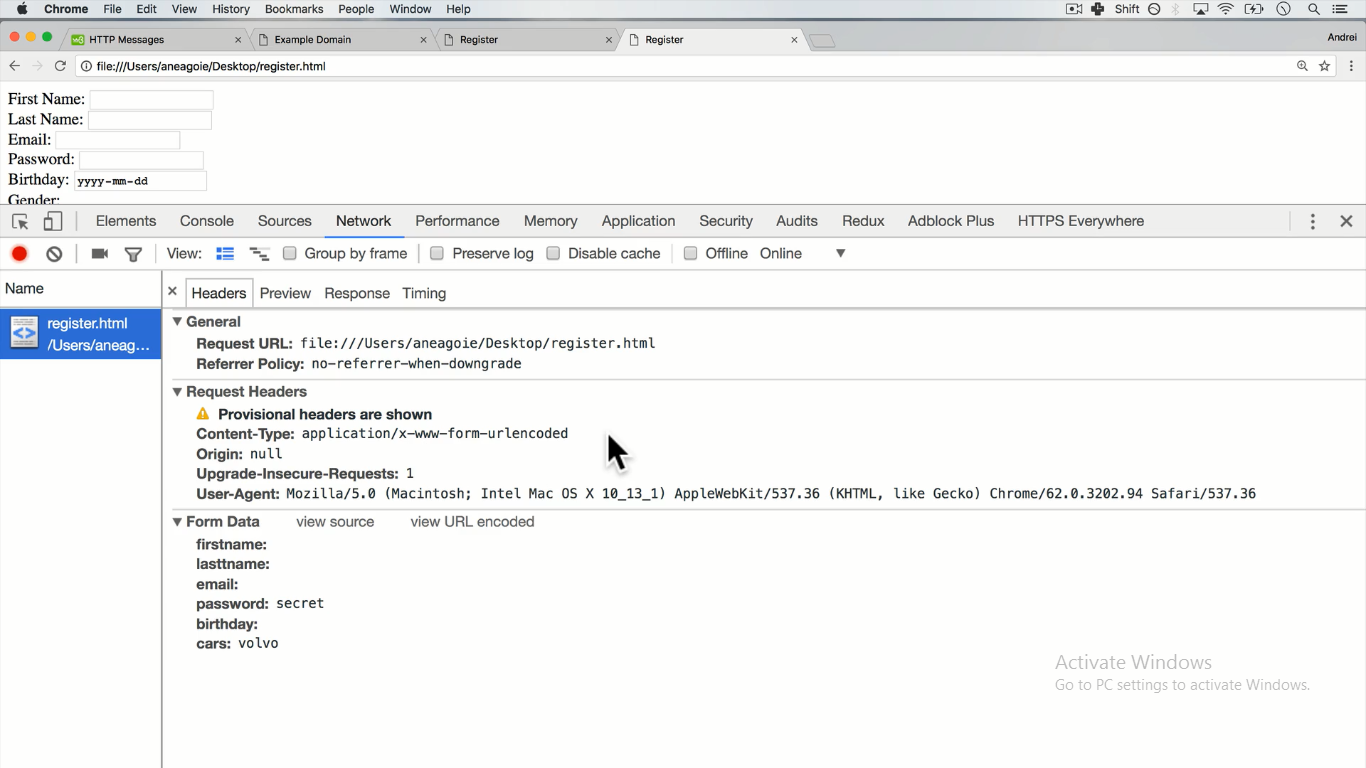 Chrome File Edit View History Bookmarks People Window Help Shift
HTTP Messages Example Domain Register Register Andrei
file:///Users/aneagoie/Desktop/register.html
First Name:
Last Name:
Email:
Password:
Birthday: yyyy-mm-dd
Gender:
Elements Console Sources Network Performance Memory Application Security Audits Redux Adblock Plus HTTPS Everywhere
View: Group by frame Preserve log Disable cache Offline Online
Name
Headers Preview Response Timing
register.html
/Users/aneag...
General
Request URL: file:///Users/aneagoie/Desktop/register.html
Referrer Policy: no-referrer-when-downgrade
Request Headers
Provisional headers are shown
Content-Type: application/x-www-form-urlencoded
Origin: null
Upgrade-Insecure-Requests: 1
User-Agent: Mozilla/5.0 (Macintosh; Intel Mac OS X 10_13_1) AppleWebKit/537.36 (KHTML, like Gecko) Chrome/62.0.3202.94 Safari/537.36
Form Data view source view URL encoded
firstname:
lasttname:
email:
password: secret
birthday:
cars: volvo
Activate Windows
Go to PC settings to activate Windows.